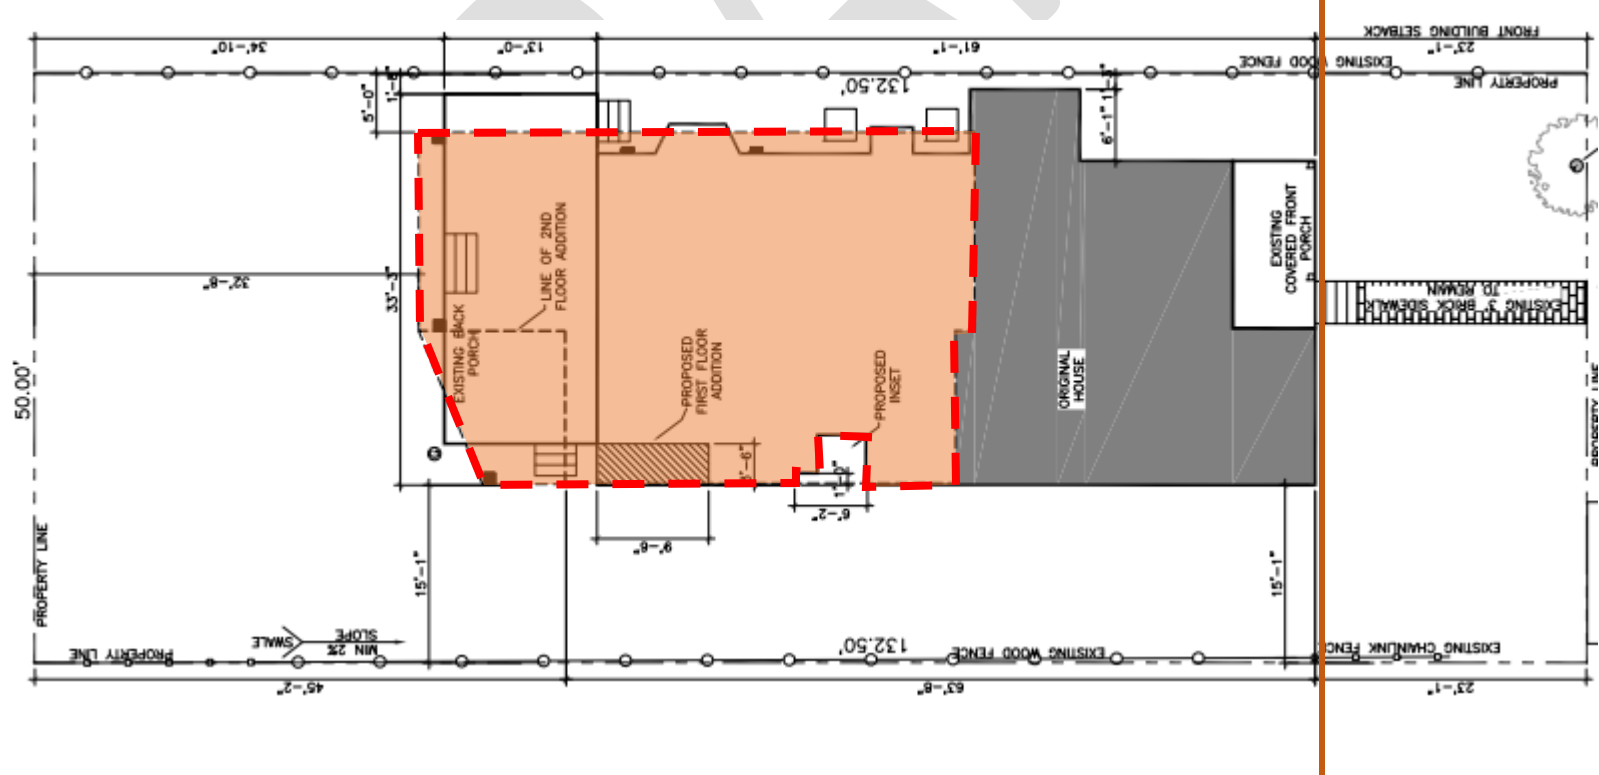 FRONT BUILDING SETBACK
34'-10"
13'-0"
61'-1"
23'-1"
EXISTING WOOD FENCE
PROPERTY LINE
132.50'
5'-0"
6'-1
LINE OF 2ND
FLOOR ADDITION
EXISTING
COVERED FRONT
PORCH
32'-8"
33'-3"
EXISTING 3' BRICK SIDEWALK
TO REMAIN
EXISTING BACK
PORCH
PROPOSED
FIRST FLOOR
ADDITION
PROPOSED
INSET
ORIGINAL
HOUSE
50.00'
PROPERTY LINE
6'-2"
9'-6"
15'-1"
15'-1"
PROPERTY LINE
SWALE
MIN 2%
SLOPE
PROPERTY LINE
132.50'
EXISTING WOOD FENCE
EXISTING CHAINLINK FENCE
45'-2"
63'-8"
23'-1"